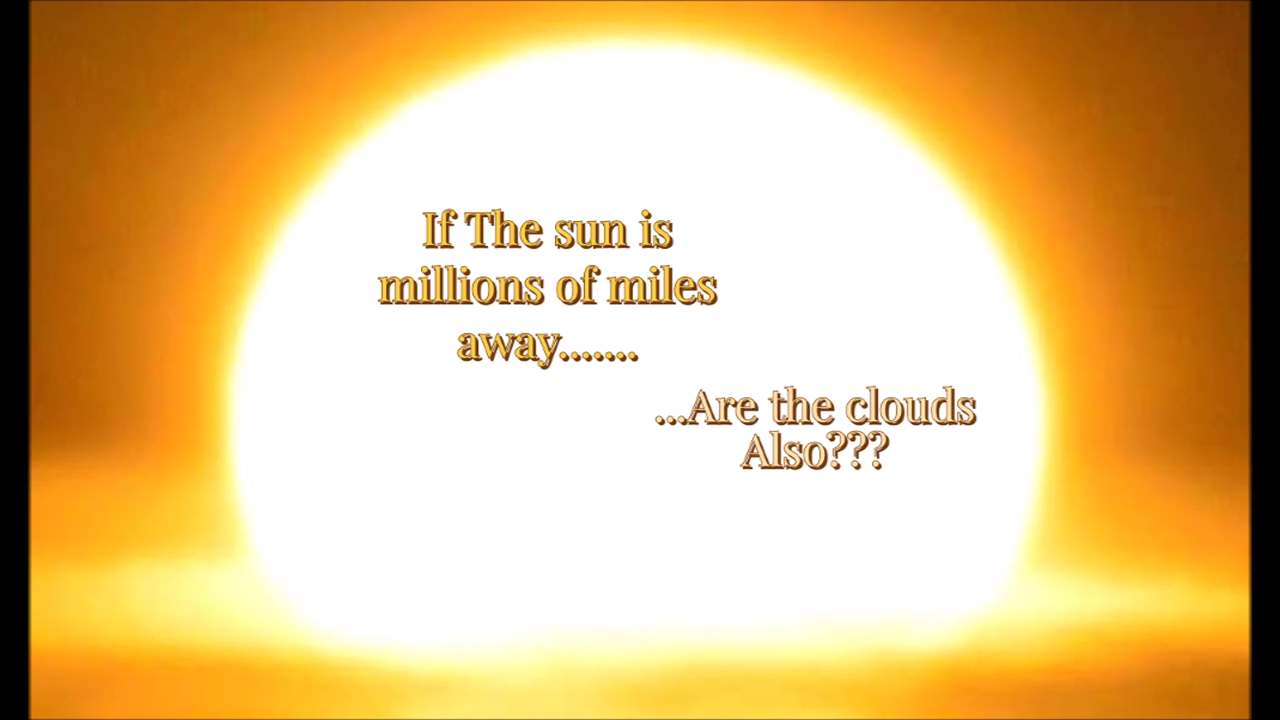 If The sun is
millions of miles
away.......
...Are the clouds
Also???